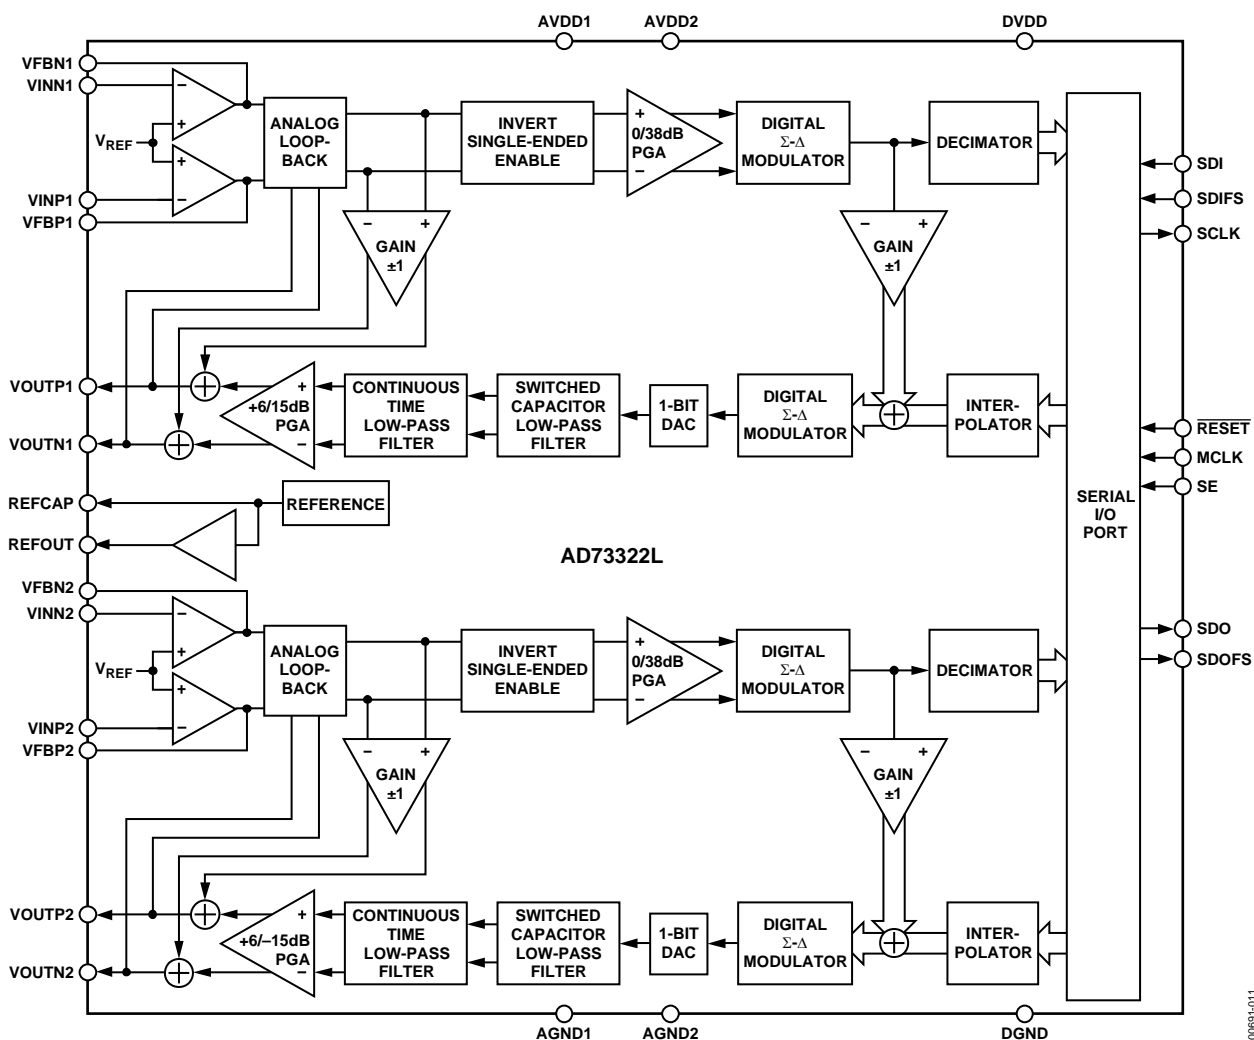 AVDD1 AVDD2 DVDD
VFBN1
VINN1
VREF
VINP1
VFBP1
− + + −
ANALOG
LOOP-
BACK
INVERT
SINGLE-ENDED
ENABLE
+
0/38dB
PGA
−
DIGITAL
Σ-Δ
MODULATOR
DECIMATOR
SDI
SDIFS
SCLK
− +
GAIN
±1
− +
GAIN
±1
VOUTP1
VOUTN1
+
+6/15dB
PGA
−
CONTINUOUS
TIME
LOW-PASS
FILTER
SWITCHED
CAPACITOR
LOW-PASS
FILTER
1-BIT
DAC
DIGITAL
Σ-Δ
MODULATOR
INTER-
POLATOR
SERIAL
I/O
PORT
RESET
MCLK
SE
REFCAP
REFOUT
REFERENCE
AD73322L
VFBN2
VINN2
VREF
VINP2
VFBP2
− + + −
ANALOG
LOOP-
BACK
INVERT
SINGLE-ENDED
ENABLE
+
0/38dB
PGA
−
DIGITAL
Σ-Δ
MODULATOR
DECIMATOR
SDO
SDOFS
− +
GAIN
±1
− +
GAIN
±1
VOUTP2
VOUTN2
+
+6/–15dB
PGA
−
CONTINUOUS
TIME
LOW-PASS
FILTER
SWITCHED
CAPACITOR
LOW-PASS
FILTER
1-BIT
DAC
DIGITAL
Σ-Δ
MODULATOR
INTER-
POLATOR
AGND1 AGND2 DGND
00691-011